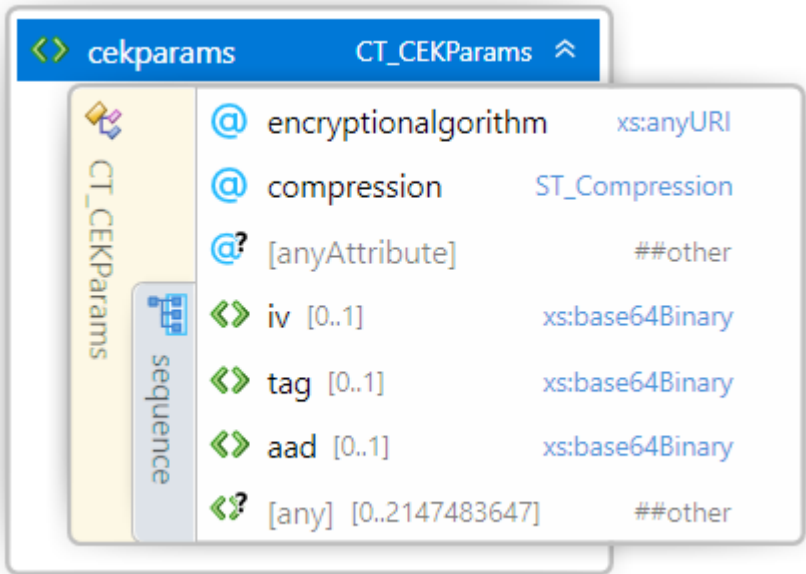 cekparams CT_CEKParams
CT_CEKParams
@ encryptionalgorithm xs:anyURI
@ compression ST_Compression
@? [anyAttribute] ##other
sequence
iv [0..1] xs:base64Binary
tag [0..1] xs:base64Binary
aad [0..1] xs:base64Binary
? [any] [0..2147483647] ##other